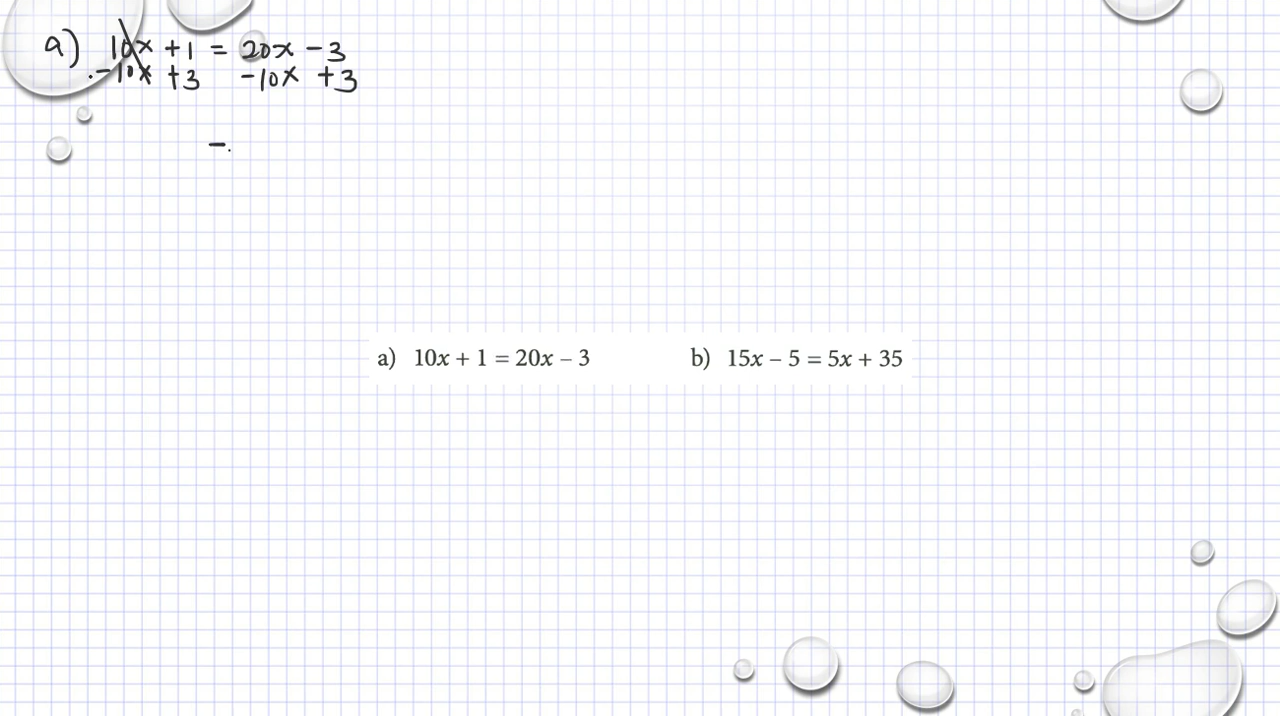 a) 10x + 1 = 20x - 3
-10x + 3 -10x + 3
-
a) 10x + 1 = 20x – 3 b) 15x – 5 = 5x + 35